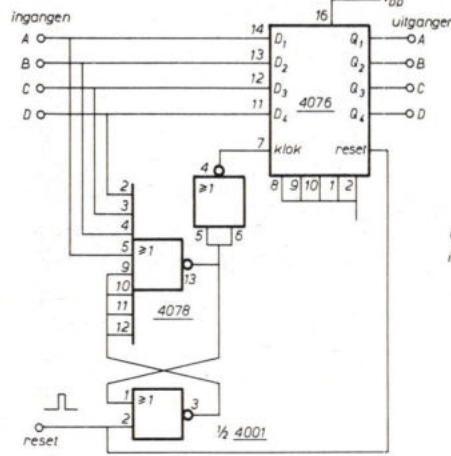 ingangen
A
B
C
D
14
13
12
11
D1
D2
D3
D4
7
klok
16
4076
Q1
Q2
Q3
Q4
reset
uitgangen
A
B
C
D
8
9
10
1
2
4
≥1
5
6
2
3
4
5
9
10
11
12
≥1
13
4078
1
2
≥1
3
½ 4001
reset